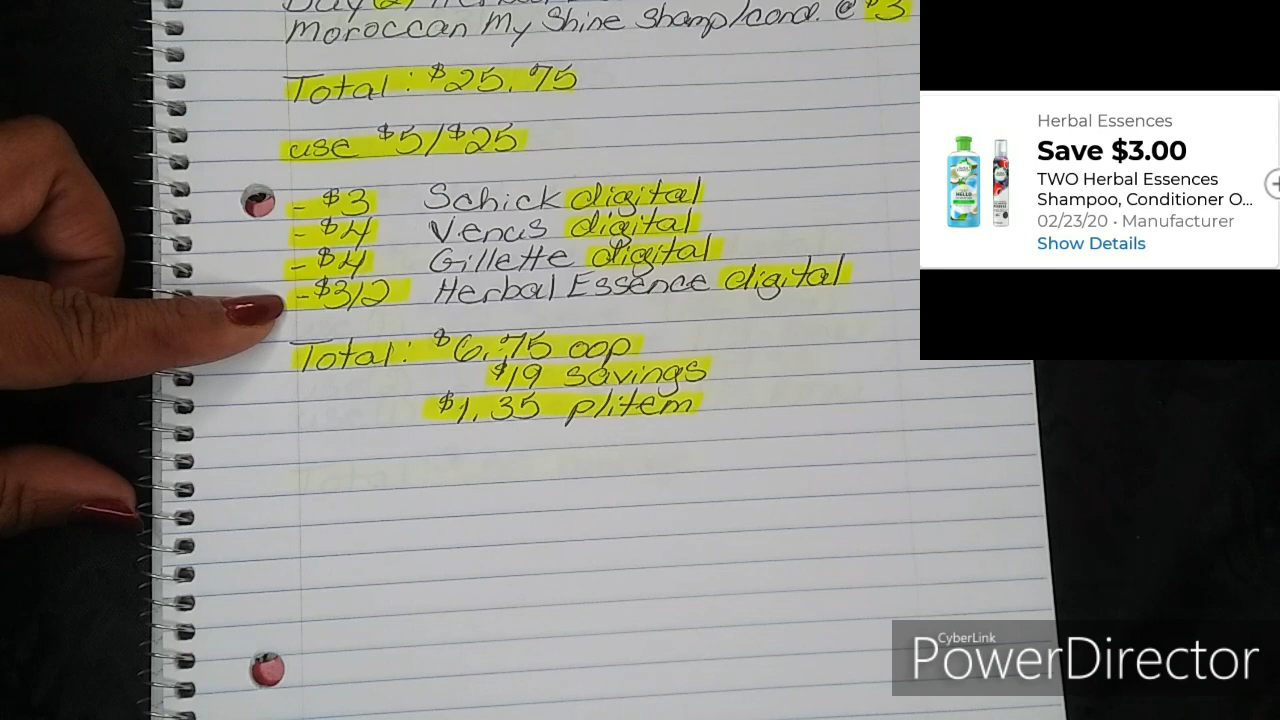 Moroccan My Shine Shamp/cond. @ $3
Total: $25.75
use $5/$25
- $3 Schick digital
- $4 Venus digital
- $4 Gillette digital
- $3/2 Herbal Essence digital
Total: $6.75 oop
$19 savings
$1.35 p/item
Herbal Essences
Save $3.00
TWO Herbal Essences
Shampoo, Conditioner O...
02/23/20 · Manufacturer
Show Details
CyberLink
PowerDirector